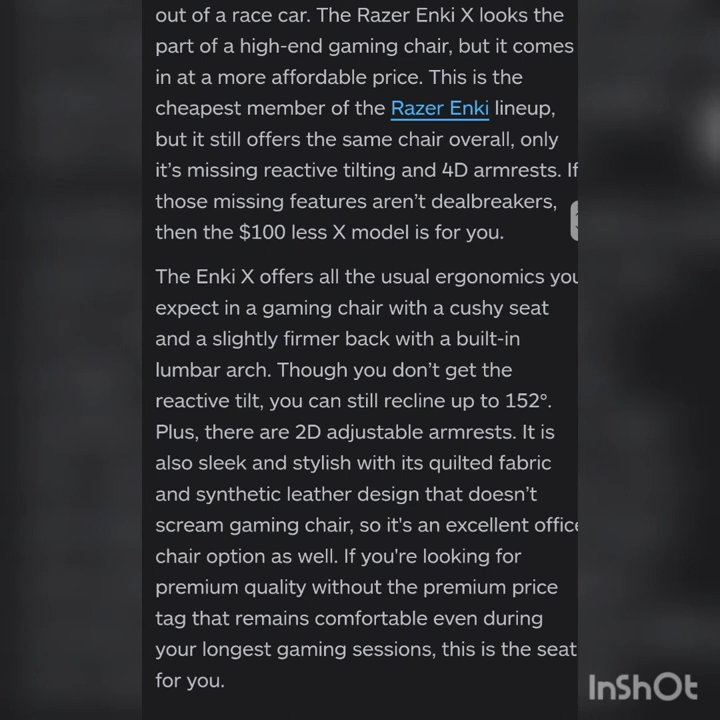 out of a race car. The Razer Enki X looks the
part of a high-end gaming chair, but it comes
in at a more affordable price. This is the
cheapest member of the Razer Enki lineup,
but it still offers the same chair overall, only
it’s missing reactive tilting and 4D armrests. If
those missing features aren’t dealbreakers,
then the $100 less X model is for you.
The Enki X offers all the usual ergonomics you
expect in a gaming chair with a cushy seat
and a slightly firmer back with a built-in
lumbar arch. Though you don’t get the
reactive tilt, you can still recline up to 152°.
Plus, there are 2D adjustable armrests. It is
also sleek and stylish with its quilted fabric
and synthetic leather design that doesn’t
scream gaming chair, so it's an excellent office
chair option as well. If you're looking for
premium quality without the premium price
tag that remains comfortable even during
your longest gaming sessions, this is the seat
for you.
InShOt